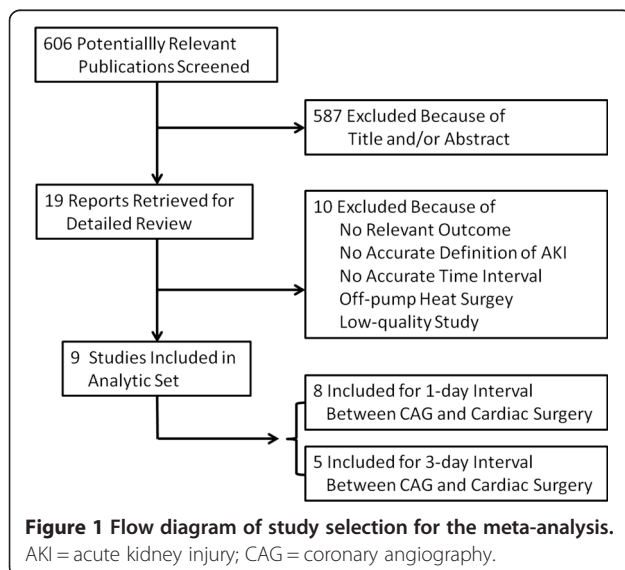 606 Potentiallly Relevant
Publications Screened
587 Excluded Because of
Title and/or Abstract
19 Reports Retrieved for
Detailed Review
10 Excluded Because of
No Relevant Outcome
No Accurate Definition of AKI
No Accurate Time Interval
Off-pump Heat Surgey
Low-quality Study
9 Studies Included in
Analytic Set
8 Included for 1-day Interval
Between CAG and Cardiac Surgery
5 Included for 3-day Interval
Between CAG and Cardiac Surgery
Figure 1 Flow diagram of study selection for the meta-analysis.
AKI = acute kidney injury; CAG = coronary angiography.